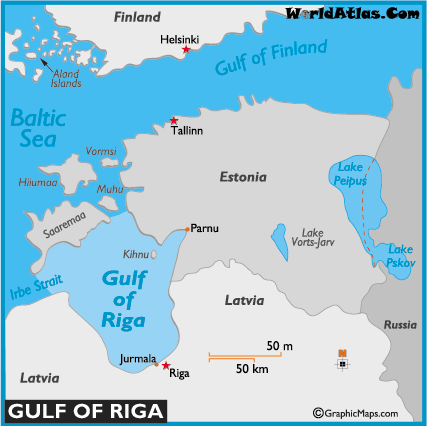 WorldAtlas.Com
Finland
Helsinki
Gulf of Finland
Aland
Islands
Baltic
Sea
Tallinn
Vormsi
Hiiumaa
Muhu
Estonia
Lake
Peipus
Saaremaa
Parnu
Lake
Vorts-Jarv
Kihnu
Lake
Pskov
Irbe Strait
Gulf
of
Riga
Latvia
Russia
50 m
50 km
N
Jurmala
Riga
Latvia
GULF OF RIGA
©GraphicMaps.com